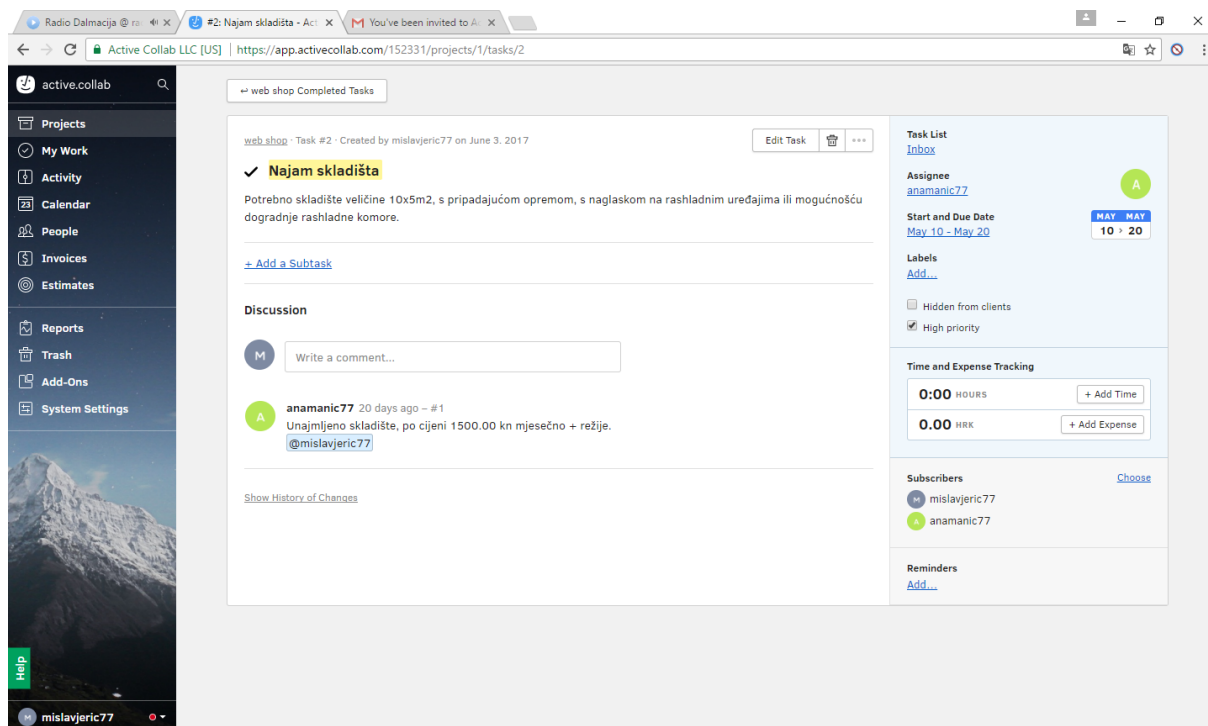 Radio Dalmacija @ ra
#2: Najam skladišta - Act
You've been invited to Ac
Active Collab LLC [US] https://app.activecollab.com/152331/projects/1/tasks/2
active.collab
Projects
My Work
Activity
23 Calendar
People
Invoices
Estimates
Reports
Trash
Add-Ons
System Settings
Help
M mislavjeric77
↩ web shop Completed Tasks
web shop · Task #2 · Created by mislavjeric77 on June 3. 2017
Edit Task
Najam skladišta
Potrebno skladište veličine 10x5m2, s pripadajućom opremom, s naglaskom na rashladnim uređajima ili mogućnošću
dogradnje rashladne komore.
+ Add a Subtask
Discussion
M Write a comment...
A anamanic77 20 days ago – #1
Unajmljeno skladište, po cijeni 1500.00 kn mjesečno + režije.
@mislavjeric77
Show History of Changes
Task List
Inbox
Assignee
anamanic77 A
Start and Due Date
May 10 - May 20
MAY MAY
10 › 20
Labels
Add...
Hidden from clients
High priority
Time and Expense Tracking
0:00 HOURS + Add Time
0.00 HRK + Add Expense
Subscribers Choose
M mislavjeric77
A anamanic77
Reminders
Add...